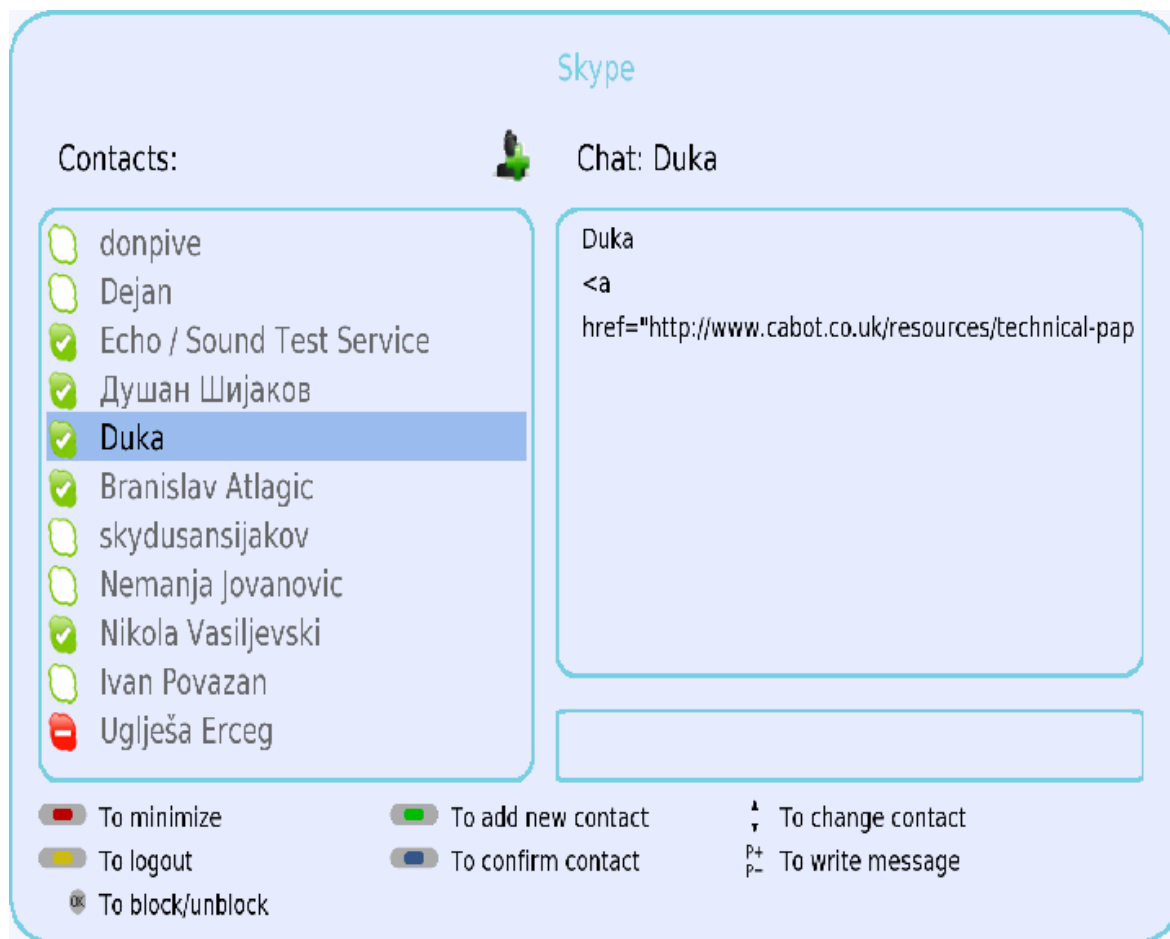 Skype
Contacts:
Chat: Duka
donpive
Dejan
Echo / Sound Test Service
Душан Шијаков
Duka
Branislav Atlagic
skydusansijakov
Nemanja Jovanovic
Nikola Vasiljevski
Ivan Povazan
Uglješa Erceg
Duka
<a
href="http://www.cabot.co.uk/resources/technical-pap
To minimize
To add new contact
To change contact
To logout
To confirm contact
P+
P-
To write message
OK
To block/unblock